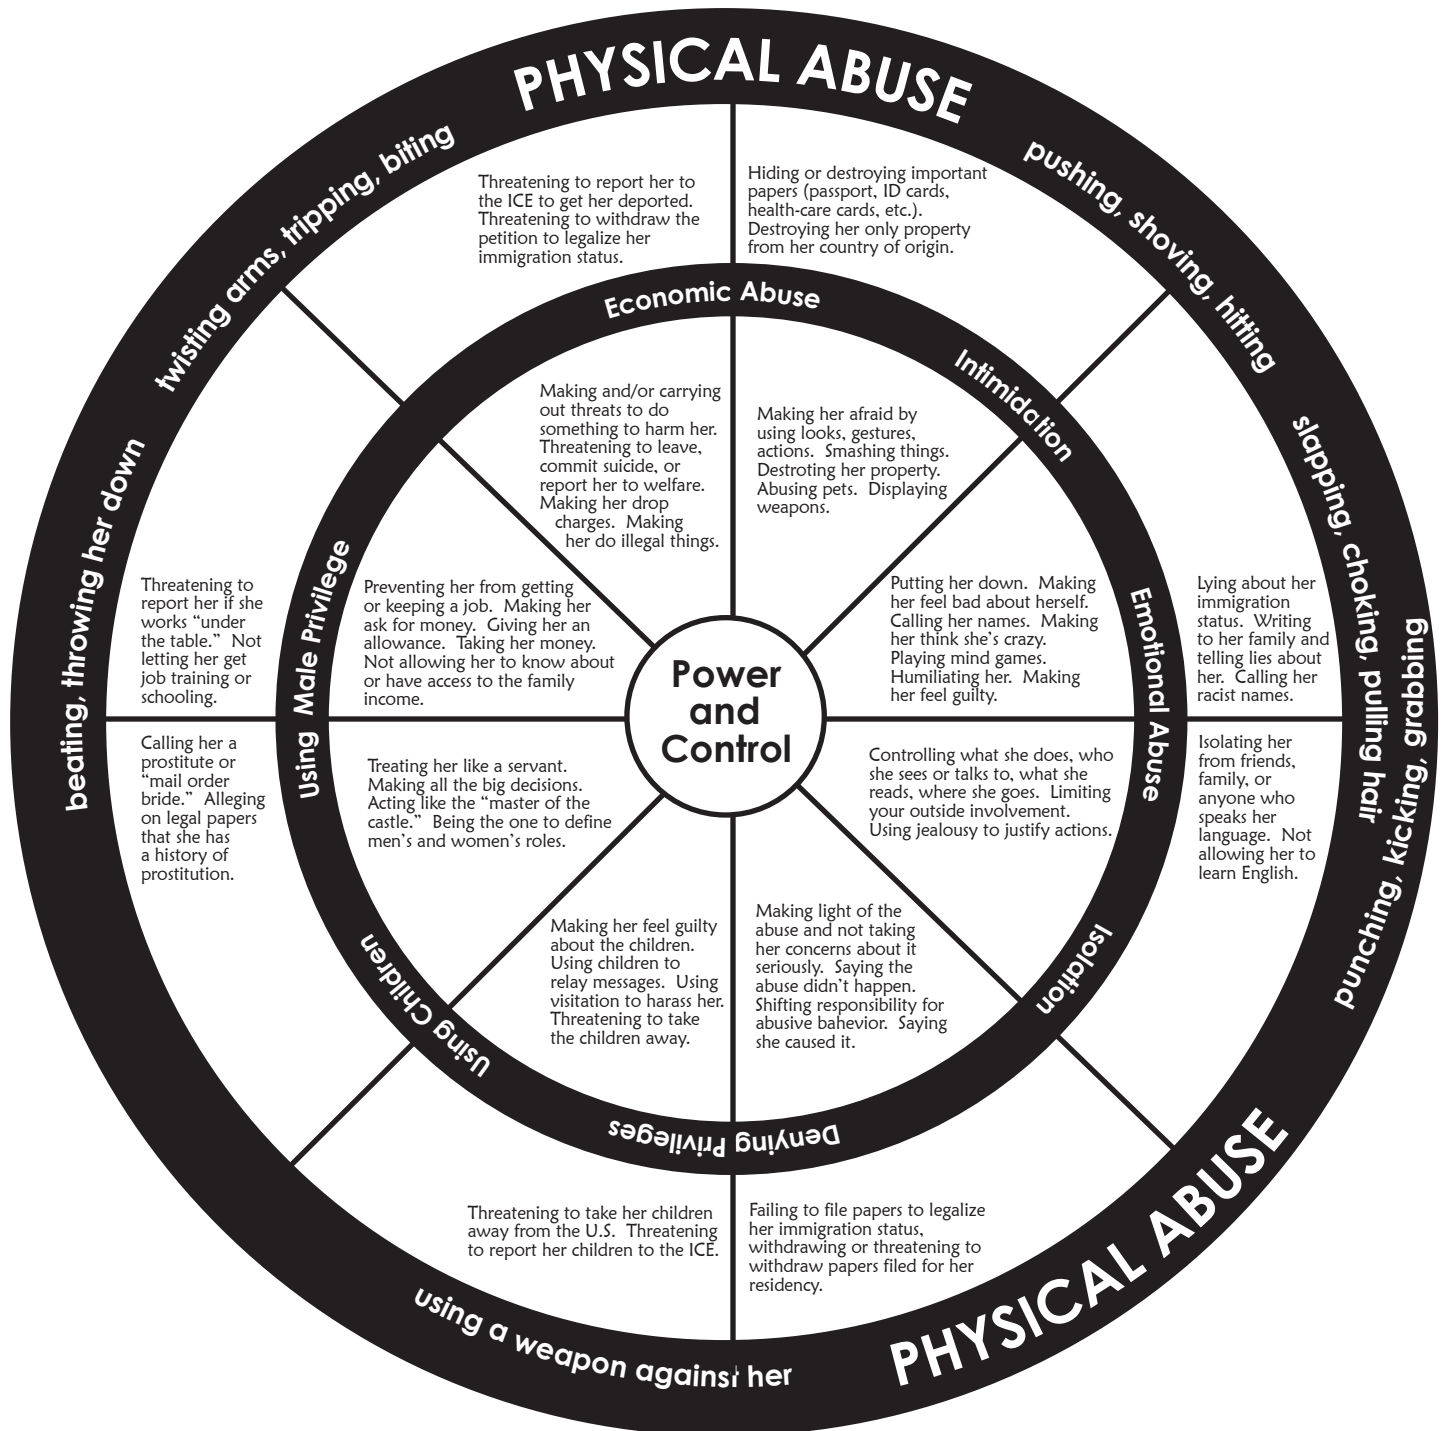 PHYSICAL ABUSE
twisting arms, tripping, biting
pushing, shoving, hitting
Threatening to report her to
the ICE to get her deported.
Threatening to withdraw the
petition to legalize her
immigration status.
Hiding or destroying important
papers (passport, ID cards,
health-care cards, etc.).
Destroying her only property
from her country of origin.
Economic Abuse
Intimidation
Making and/or carrying
out threats to do
something to harm her.
Threatening to leave,
commit suicide, or
report her to welfare.
Making her drop
charges.  Making
her do illegal things.
Making her afraid by
using looks, gestures,
actions.  Smashing things.
Destroting her property.
Abusing pets.  Displaying
weapons.
beating, throwing her down
slapping, choking, pulling hair
punching, kicking, grabbing
Threatening to
report her if she
works “under
the table.”  Not
letting her get
job training or
schooling.
Using Male Privilege
Preventing her from getting
or keeping a job.  Making her
ask for money.  Giving her an
allowance.  Taking her money.
Not allowing her to know about
or have access to the family
income.
Power
and
Control
Putting her down.  Making
her feel bad about herself.
Calling her names.  Making
her think she’s crazy.
Playing mind games.
Humiliating her.  Making
her feel guilty.
Emotional Abuse
Lying about her
immigration
status.  Writing
to her family and
telling lies about
her.  Calling her
racist names.
Calling her a
prostitute or
“mail order
bride.”  Alleging
on legal papers
that she has
a history of
prostitution.
Treating her like a servant.
Making all the big decisions.
Acting like the “master of the
castle.”  Being the one to define
men’s and women’s roles.
Controlling what she does, who
she sees or talks to, what she
reads, where she goes.  Limiting
your outside involvement.
Using jealousy to justify actions.
Isolating her
from friends,
family, or
anyone who
speaks her
language.  Not
allowing her to
learn English.
Using Children
Making her feel guilty
about the children.
Using children to
relay messages.  Using
visitation to harass her.
Threatening to take
the children away.
Making light of the
abuse and not taking
her concerns about it
seriously.  Saying the
abuse didn’t happen.
Shifting responsibility for
abusive bahevior.  Saying
she caused it.
Isolation
Denying Privileges
Threatening to take her children
away from the U.S.  Threatening
to report her children to the ICE.
Failing to file papers to legalize
her immigration status,
withdrawing or threatening to
withdraw papers filed for her
residency.
using a weapon against her
PHYSICAL ABUSE